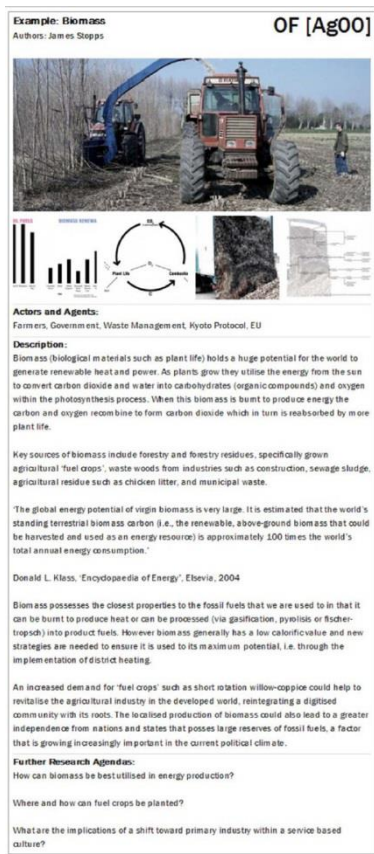 Example: Biomass
OF [Ag00]
Authors: James Stopps
OIL PRICES
BIOMASS REMAINS
Plant Life
Combustion
Actors and Agents:
Farmers, Government, Waste Management, Kyoto Protocol, EU
Description:
Biomass (biological materials such as plant life) holds a huge potential for the world to
generate renewable heat and power. As plants grow they utilise the energy from the sun
to convert carbon dioxide and water into carbohydrates (organic compounds) and oxygen
within the photosynthesis process. When this biomass is burnt to produce energy the
carbon and oxygen recombine to form carbon dioxide which in turn is reabsorbed by more
plant life.
Key sources of biomass include forestry and forestry residues, specifically grown
agricultural 'fuel crops', waste woods from industries such as construction, sewage sludge,
agricultural residue such as chicken litter, and municipal waste.
'The global energy potential of virgin biomass is very large. It is estimated that the world's
standing terrestrial biomass carbon (i.e., the renewable, above-ground biomass that could
be harvested and used as an energy resource) is approximately 100 times the world's
total annual energy consumption.'
Donald L. Klass, 'Encyclopaedia of Energy', Elsevia, 2004
Biomass possesses the closest properties to the fossil fuels that we are used to in that it
can be burnt to produce heat or can be processed (via gasification, pyrolisis or fischer-
tropsch) into product fuels. However biomass generally has a low calorific value and new
strategies are needed to ensure it is used to its maximum potential, i.e. through the
implementation of district heating.
An increased demand for 'fuel crops' such as short rotation willow-coppice could help to
revitalise the agricultural industry in the developed world, reintegrating a digitised
community with its roots. The localised production of biomass could also lead to a greater
independence from nations and states that posses large reserves of fossil fuels, a factor
that is growing increasingly important in the current political climate.
Further Research Agendas:
How can biomass be best utilised in energy production?
Where and how can fuel crops be planted?
What are the implications of a shift toward primary industry within a service based
culture?